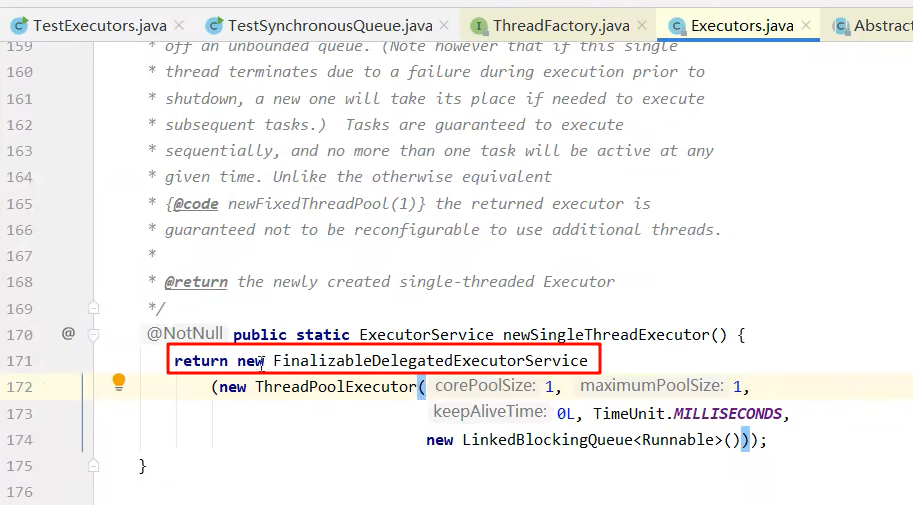 TestExecutors.java × TestSynchronousQueue.java × ThreadFactory.java × Executors.java × Abstract
159 * off an unbounded queue. (Note however that if this single
160 * thread terminates due to a failure during execution prior to
161 * shutdown, a new one will take its place if needed to execute
162 * subsequent tasks.)  Tasks are guaranteed to execute
163 * sequentially, and no more than one task will be active at any
164 * given time. Unlike the otherwise equivalent
165 * {@code newFixedThreadPool(1)} the returned executor is
166 * guaranteed not to be reconfigurable to use additional threads.
167 *
168 * @return the newly created single-threaded Executor
169 */
170 @ @NotNull public static ExecutorService newSingleThreadExecutor() {
171 return new FinalizableDelegatedExecutorService
172 (new ThreadPoolExecutor( corePoolSize: 1, maximumPoolSize: 1,
173 keepAliveTime: 0L, TimeUnit.MILLISECONDS,
174 new LinkedBlockingQueue<Runnable>()));
175 }
176